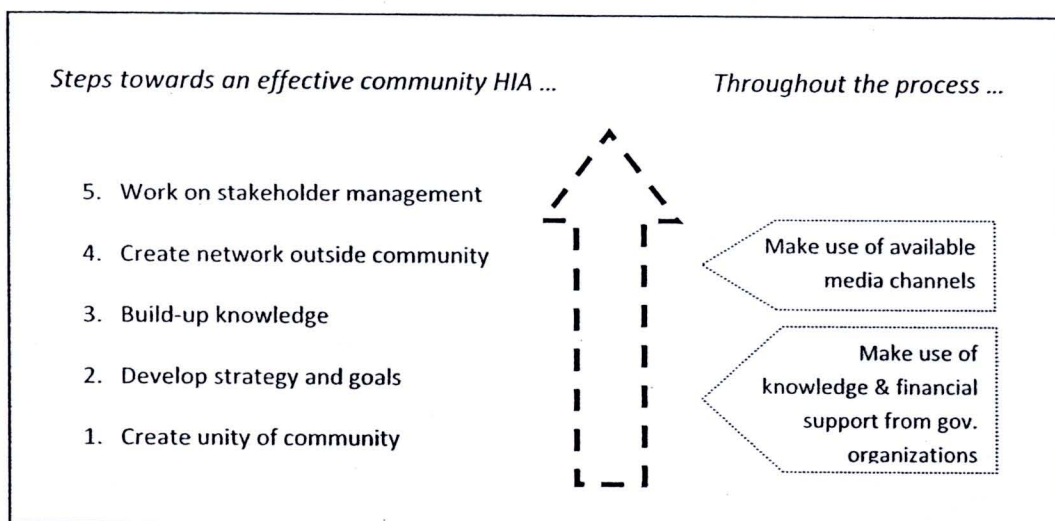 Steps towards an effective community HIA ...
Throughout the process ...
5. Work on stakeholder management
4. Create network outside community
3. Build-up knowledge
2. Develop strategy and goals
1. Create unity of community
Make use of available
media channels
Make use of
knowledge & financial
support from gov.
organizations